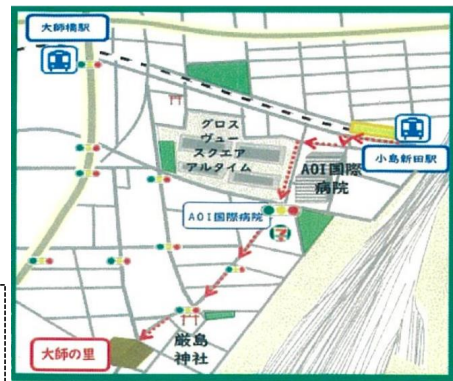 大師橋駅
グロス
ヴュー
スクエア
アルタイム
小島新田駅
AOI国際
病院
AOI国際病院
7
厳島
神社
大師の里